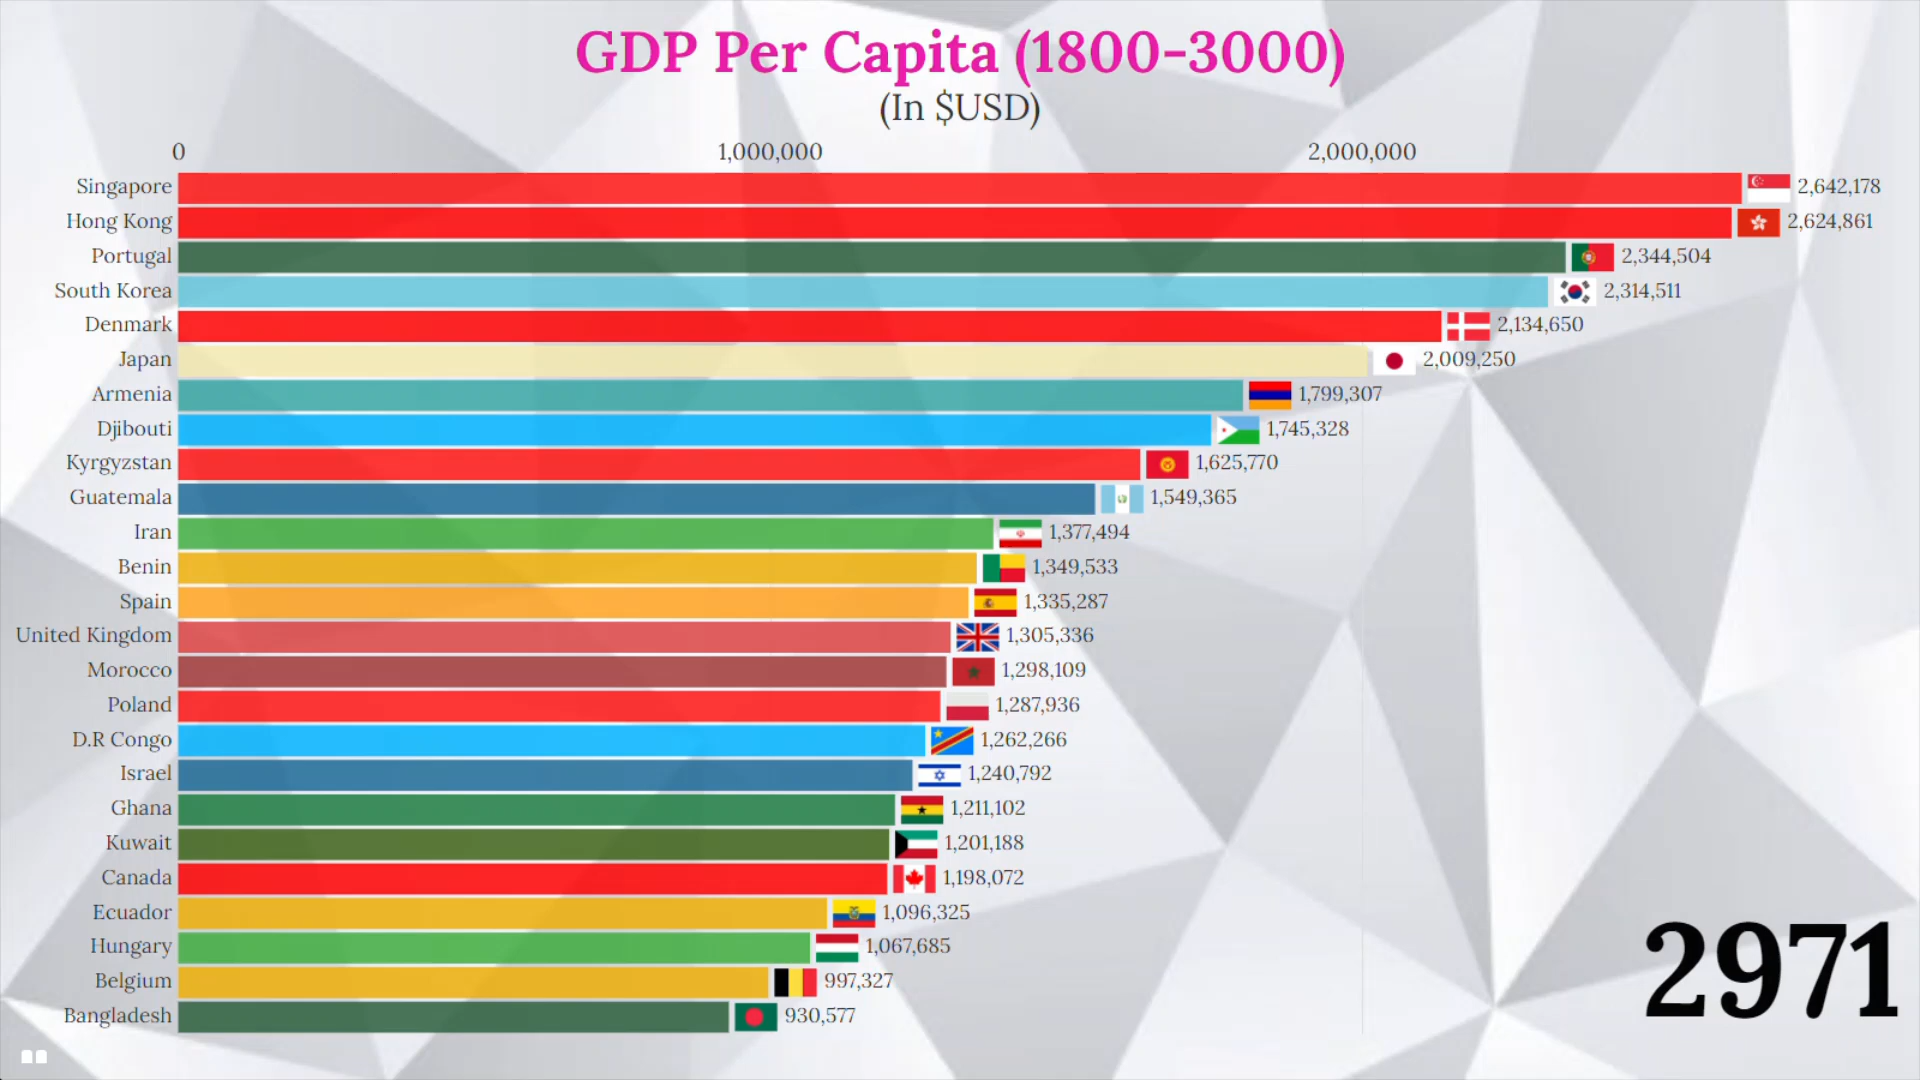 GDP Per Capita (1800-3000)
(In $USD)
0 1,000,000 2,000,000
Singapore 2,642,178
Hong Kong 2,624,861
Portugal 2,344,504
South Korea 2,314,511
Denmark 2,134,650
Japan 2,009,250
Armenia 1,799,307
Djibouti 1,745,328
Kyrgyzstan 1,625,770
Guatemala 1,549,365
Iran 1,377,494
Benin 1,349,533
Spain 1,335,287
United Kingdom 1,305,336
Morocco 1,298,109
Poland 1,287,936
D.R Congo 1,262,266
Israel 1,240,792
Ghana 1,211,102
Kuwait 1,201,188
Canada 1,198,072
Ecuador 1,096,325
Hungary 1,067,685
Belgium 997,327
Bangladesh 930,577
2971